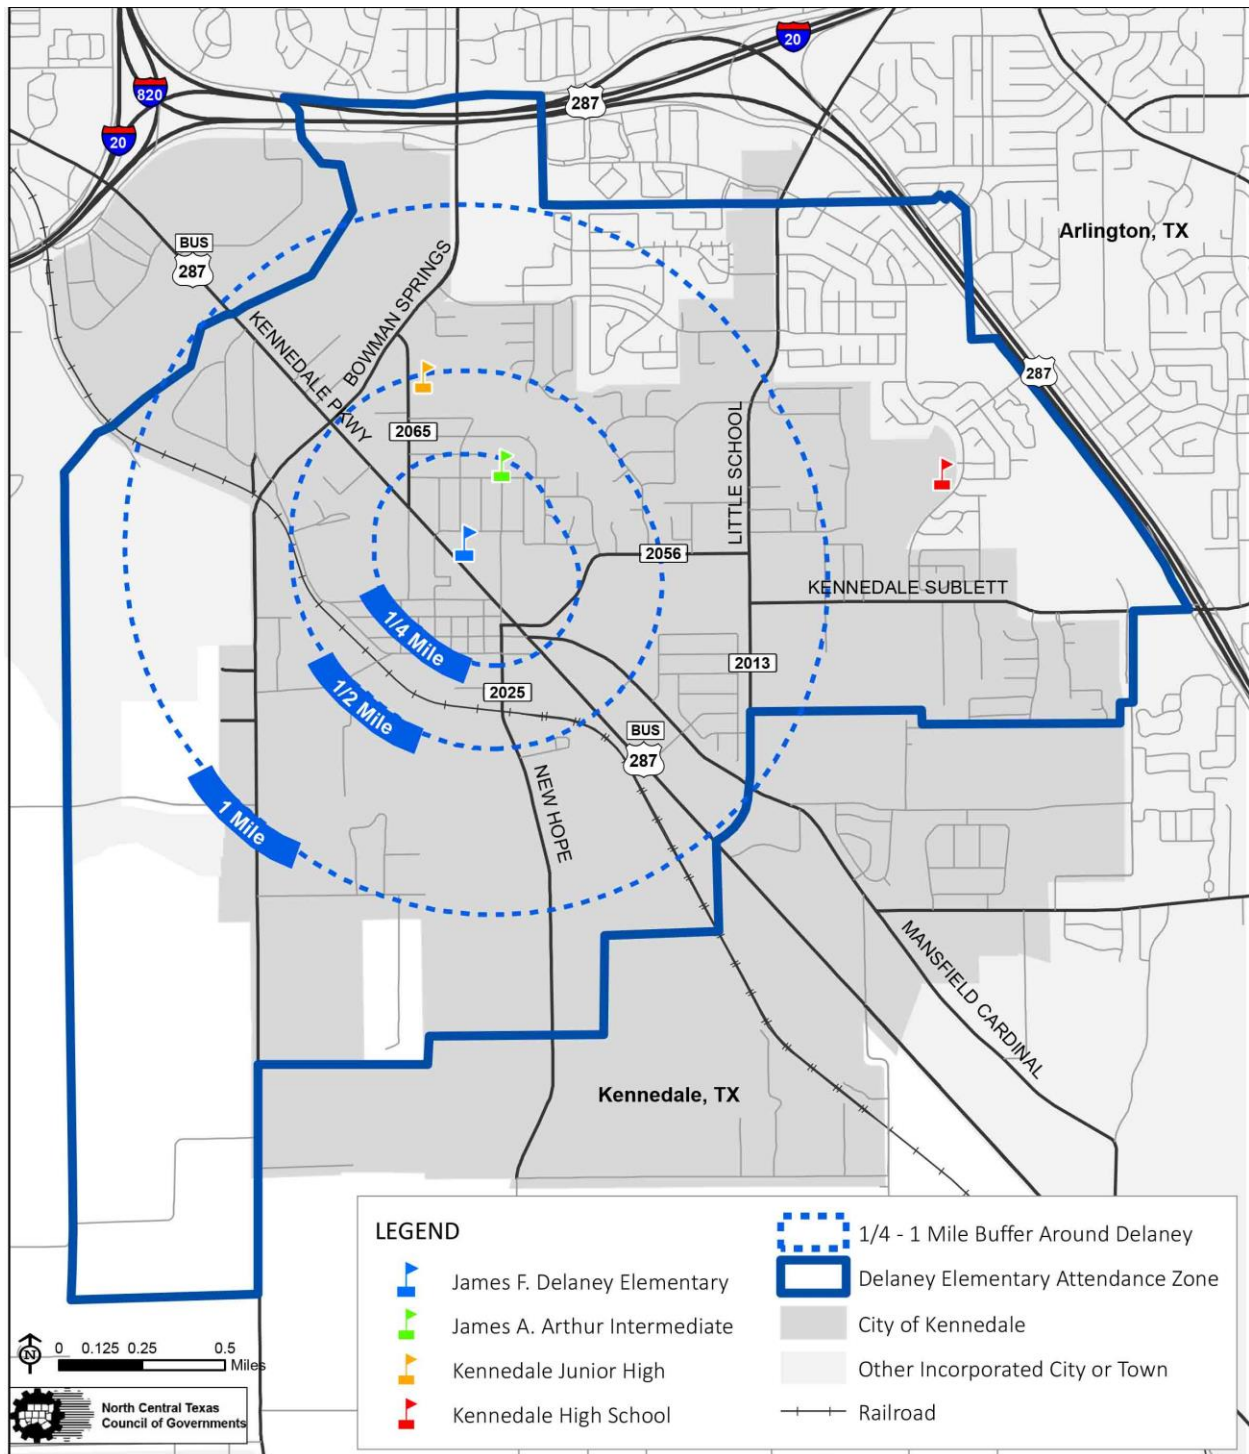 20
820
287
20
Arlington, TX
BUS
287
BOWMAN SPRINGS
KENNEDALE PKWY
287
2065
LITTLE SCHOOL
2056
KENNEDALE SUBLETT
1/4 Mile
2013
1/2 Mile
2025
BUS
287
1 Mile
NEW HOPE
MANSFIELD CARDINAL
Kennedale, TX
LEGEND
James F. Delaney Elementary
James A. Arthur Intermediate
Kennedale Junior High
Kennedale High School
1/4 - 1 Mile Buffer Around Delaney
Delaney Elementary Attendance Zone
City of Kennedale
Other Incorporated City or Town
Railroad
N
0 0.125 0.25 0.5
Miles
North Central Texas
Council of Governments